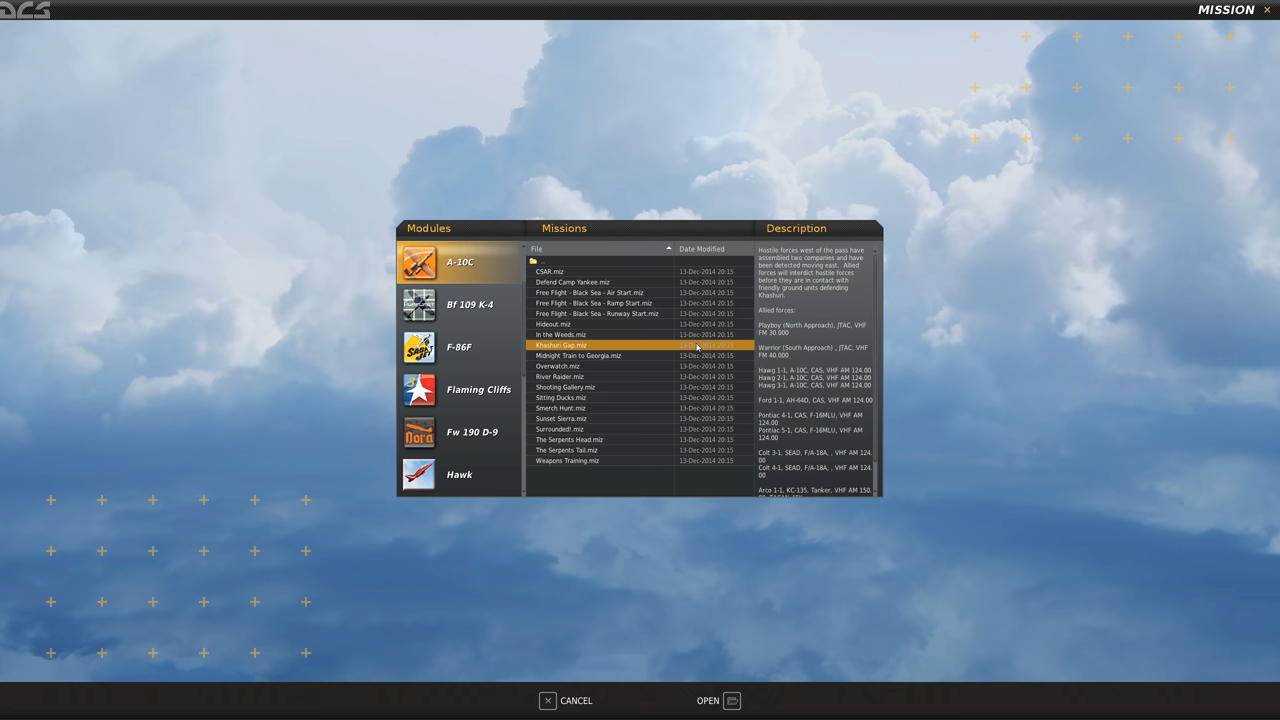 DCS
MISSION
Modules
Missions
Description
A-10C
Bf 109 K-4
F-86F
Flaming Cliffs
Fw 190 D-9
Nora
Hawk
File
Date Modified
..
CSAR.miz 13-Dec-2014 20:15
Defend Camp Yankee.miz 13-Dec-2014 20:15
Free Flight - Black Sea - Air Start.miz 13-Dec-2014 20:15
Free Flight - Black Sea - Ramp Start.miz 13-Dec-2014 20:15
Free Flight - Black Sea - Runway Start.miz 13-Dec-2014 20:15
Hideout.miz 13-Dec-2014 20:15
In the Weeds.miz 13-Dec-2014 20:15
Khashuri Gap.miz 13-Dec-2014 20:15
Midnight Train to Georgia.miz 13-Dec-2014 20:15
Overwatch.miz 13-Dec-2014 20:15
River Raider.miz 13-Dec-2014 20:15
Shooting Gallery.miz 13-Dec-2014 20:15
Sitting Ducks.miz 13-Dec-2014 20:15
Smerch Hunt.miz 13-Dec-2014 20:15
Sunset Sierra.miz 13-Dec-2014 20:15
Surrounded!.miz 13-Dec-2014 20:15
The Serpents Head.miz 13-Dec-2014 20:15
The Serpents Tail.miz 13-Dec-2014 20:15
Weapons Training.miz 13-Dec-2014 20:15
Hostile forces west of the pass have
assembled two companies and have
been detected moving east. Allied
forces will interdict hostile forces
before they are in contact with
friendly ground units defending
Khashuri.
Allied forces:
Playboy (North Approach), JTAC, VHF
FM 30.000
Warrior (South Approach) , JTAC, VHF
FM 40.000
Hawg 1-1, A-10C, CAS, VHF AM 124.00
Hawg 2-1, A-10C, CAS, VHF AM 124.00
Hawg 3-1, A-10C, CAS, VHF AM 124.00
Ford 1-1, AH-64D, CAS, VHF AM 124.00
Pontiac 4-1, CAS, F-16MLU, VHF AM
124.00
Pontiac 5-1, CAS, F-16MLU, VHF AM
124.00
Colt 3-1, SEAD, F/A-18A, , VHF AM 124.
00
Colt 4-1, SEAD, F/A-18A, , VHF AM 124.
00
Arco 1-1, KC-135, Tanker, VHF AM 150.
CANCEL
OPEN